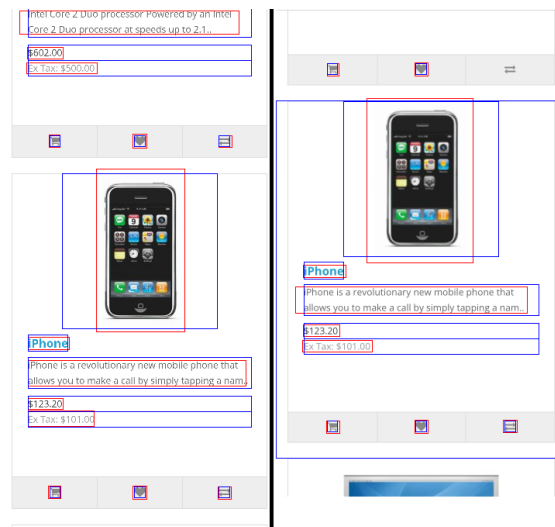 Intel Core 2 Duo processor Powered by an Intel
Core 2 Duo processor at speeds up to 2.1..
$602.00
Ex Tax: $500.00
iPhone
iPhone is a revolutionary new mobile phone that
allows you to make a call by simply tapping a nam..
$123.20
Ex Tax: $101.00
iPhone
iPhone is a revolutionary new mobile phone that
allows you to make a call by simply tapping a nam..
$123.20
Ex Tax: $101.00